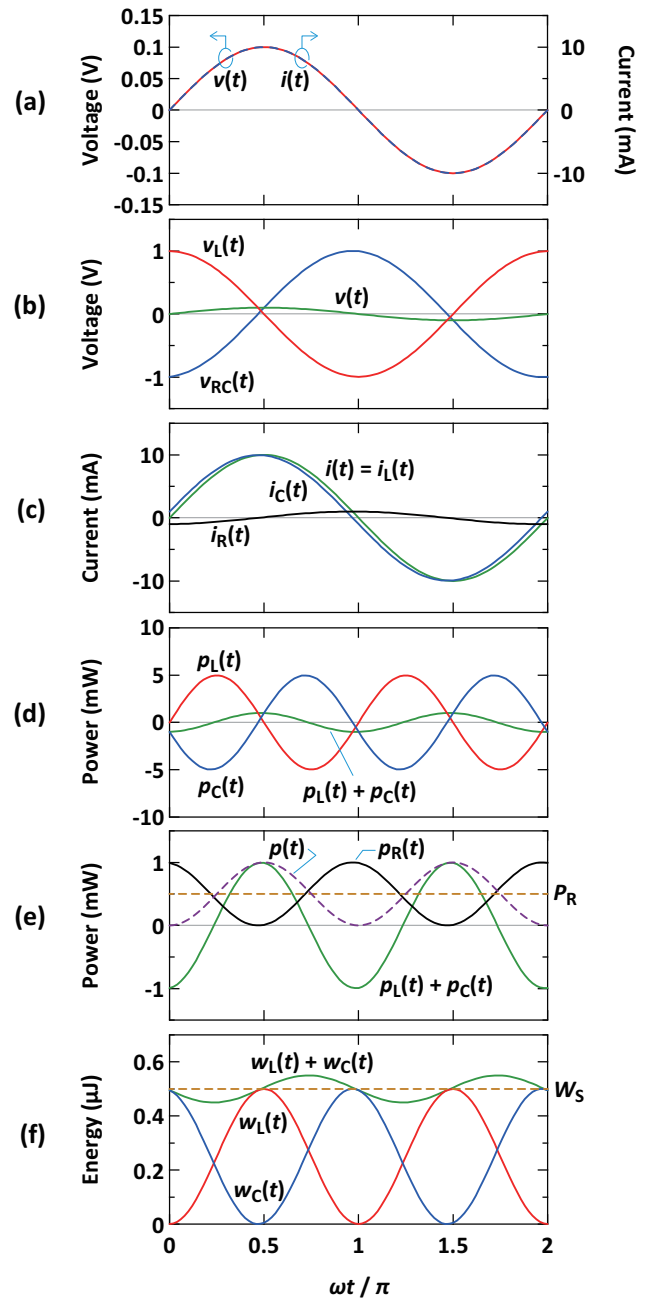 (a)
Voltage (V)
0.15
0.1
0.05
0
-0.05
-0.1
-0.15
v(t)
i(t)
10
0
-10
Current (mA)
(b)
Voltage (V)
1
0
-1
vL(t)
v(t)
vRC(t)
(c)
Current (mA)
10
0
-10
i(t) = iL(t)
iC(t)
iR(t)
(d)
Power (mW)
10
5
0
-5
-10
pL(t)
pC(t)
pL(t) + pC(t)
(e)
Power (mW)
1
0
-1
p(t)
pR(t)
PR
pL(t) + pC(t)
(f)
Energy (µJ)
0.6
0.4
0.2
0
wL(t) + wC(t)
WS
wL(t)
wC(t)
0 0.5 1 1.5 2
ωt / π